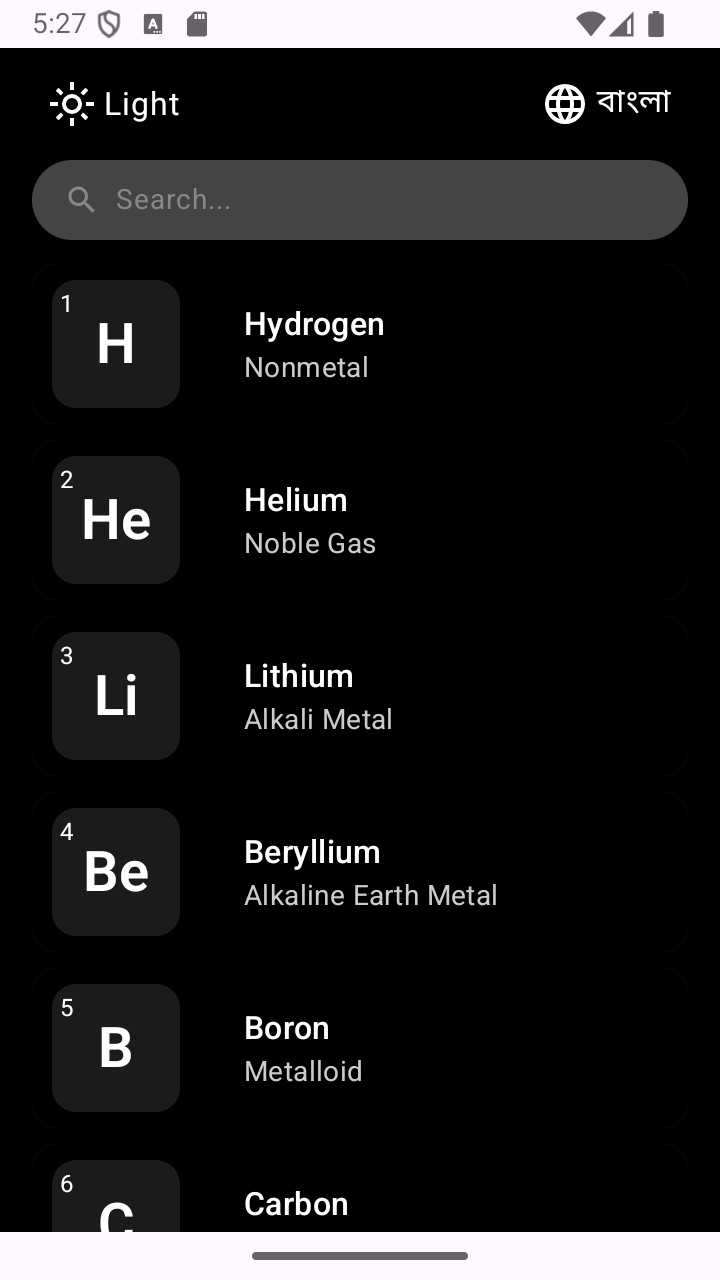 5:27
Light
বাংলা
Search...
1
H
Hydrogen
Nonmetal
2
He
Helium
Noble Gas
3
Li
Lithium
Alkali Metal
4
Be
Beryllium
Alkaline Earth Metal
5
B
Boron
Metalloid
6
C
Carbon